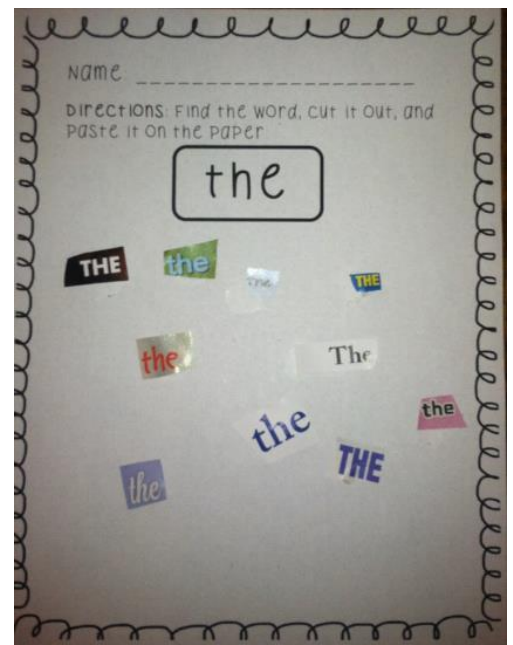 Name
Directions: Find the word, cut it out, and
paste it on the paper
the
THE the The THE
the The
the
the THE
the